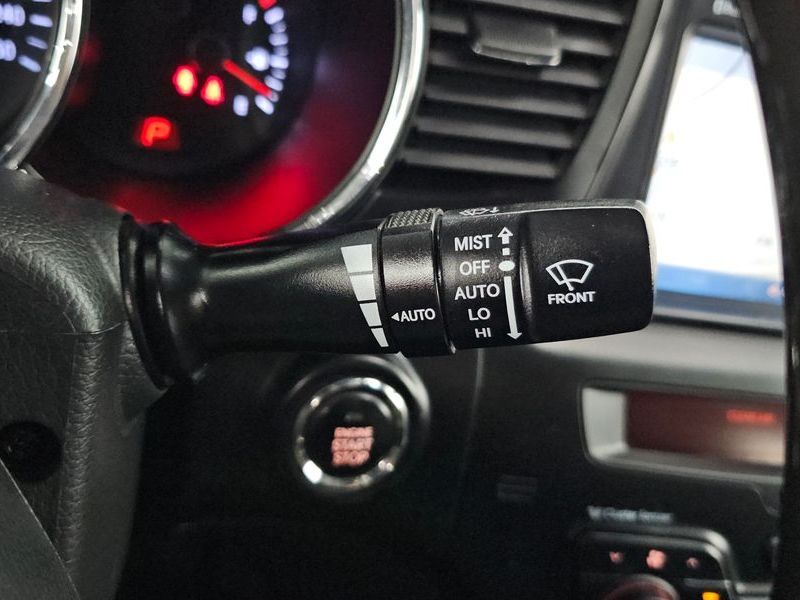 P
MIST
OFF
AUTO
LO
HI
◄AUTO
FRONT
ENGINE
START
STOP